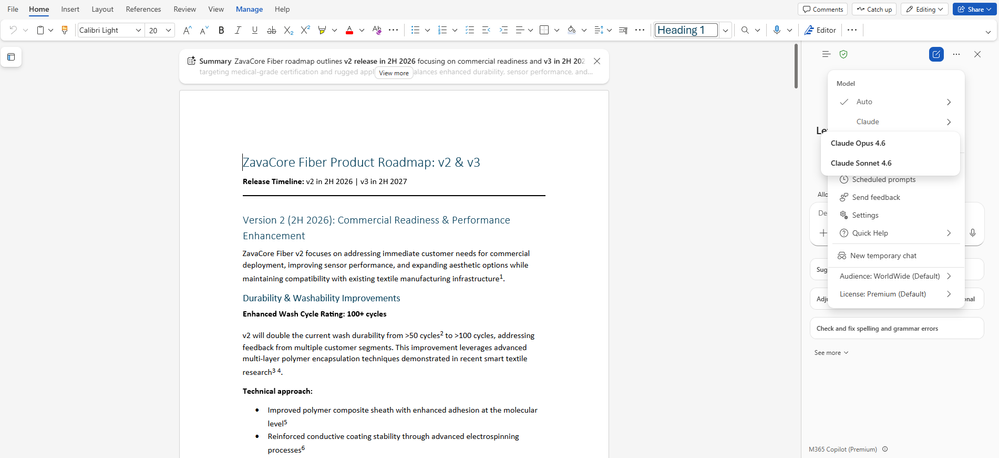 File Home Insert Layout References Review View Manage Help Comments Catch up Editing Share
Calibri Light 20 B I U ab Heading 1 Editor
Summary ZavaCore Fiber roadmap outlines v2 release in 2H 2026 focusing on commercial readiness and v3 in 2H
targeting medical-grade certification and rugged View more balances enhanced durability, sensor performance, and...
ZavaCore Fiber Product Roadmap: v2 & v3
Release Timeline: v2 in 2H 2026 | v3 in 2H 2027
Version 2 (2H 2026): Commercial Readiness & Performance
Enhancement
ZavaCore Fiber v2 focuses on addressing immediate customer needs for commercial
deployment, improving sensor performance, and expanding aesthetic options while
maintaining compatibility with existing textile manufacturing infrastructure¹.
Durability & Washability Improvements
Enhanced Wash Cycle Rating: 100+ cycles
v2 will double the current wash durability from >50 cycles² to >100 cycles, addressing
feedback from multiple customer segments. This improvement leverages advanced
multi-layer polymer encapsulation techniques demonstrated in recent smart textile
research³ ⁴.
Technical approach:
• Improved polymer composite sheath with enhanced adhesion at the molecular
level⁵
• Reinforced conductive coating stability through advanced electrospinning
processes⁶
Model
Auto
Claude
Claude Opus 4.6
Claude Sonnet 4.6
Scheduled prompts
Send feedback
Settings
Quick Help
New temporary chat
Audience: WorldWide (Default)
License: Premium (Default)
Check and fix spelling and grammar errors
See more
M365 Copilot (Premium)